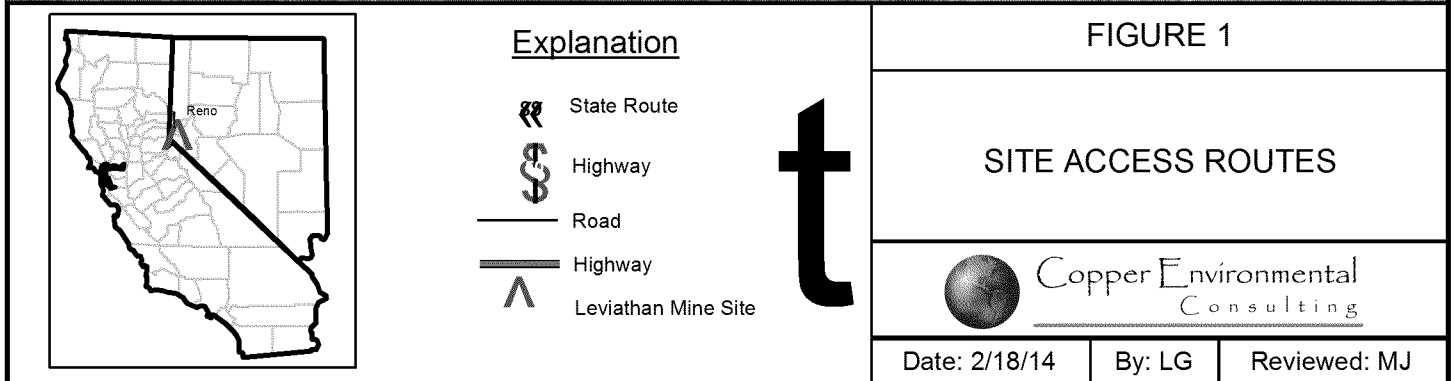 Reno
Explanation
State Route
Highway
Road
Highway
Leviathan Mine Site
t
FIGURE 1
SITE ACCESS ROUTES
Copper Environmental
Consulting
Date: 2/18/14
By: LG
Reviewed: MJ